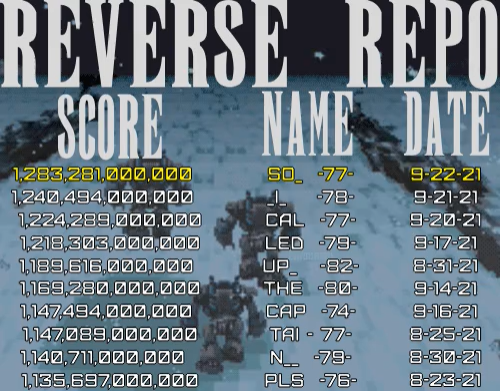 REVERSE REPO
SCORE NAME DATE
1,283,281,000,000 SO_ -77- 9-22-21
1,240,494,000,000 _I_ -78- 9-21-21
1,224,289,000,000 CAL -77- 9-20-21
1,218,303,000,000 LED -79- 9-17-21
1,189,616,000,000 UP_ -82- 8-31-21
1,169,280,000,000 THE -80- 9-14-21
1,147,494,000,000 CAP -74- 9-16-21
1,147,089,000,000 TAI - 77- 8-25-21
1,140,711,000,000 N__ -79- 8-30-21
1,135,697,000,000 PLS -76- 8-23-21